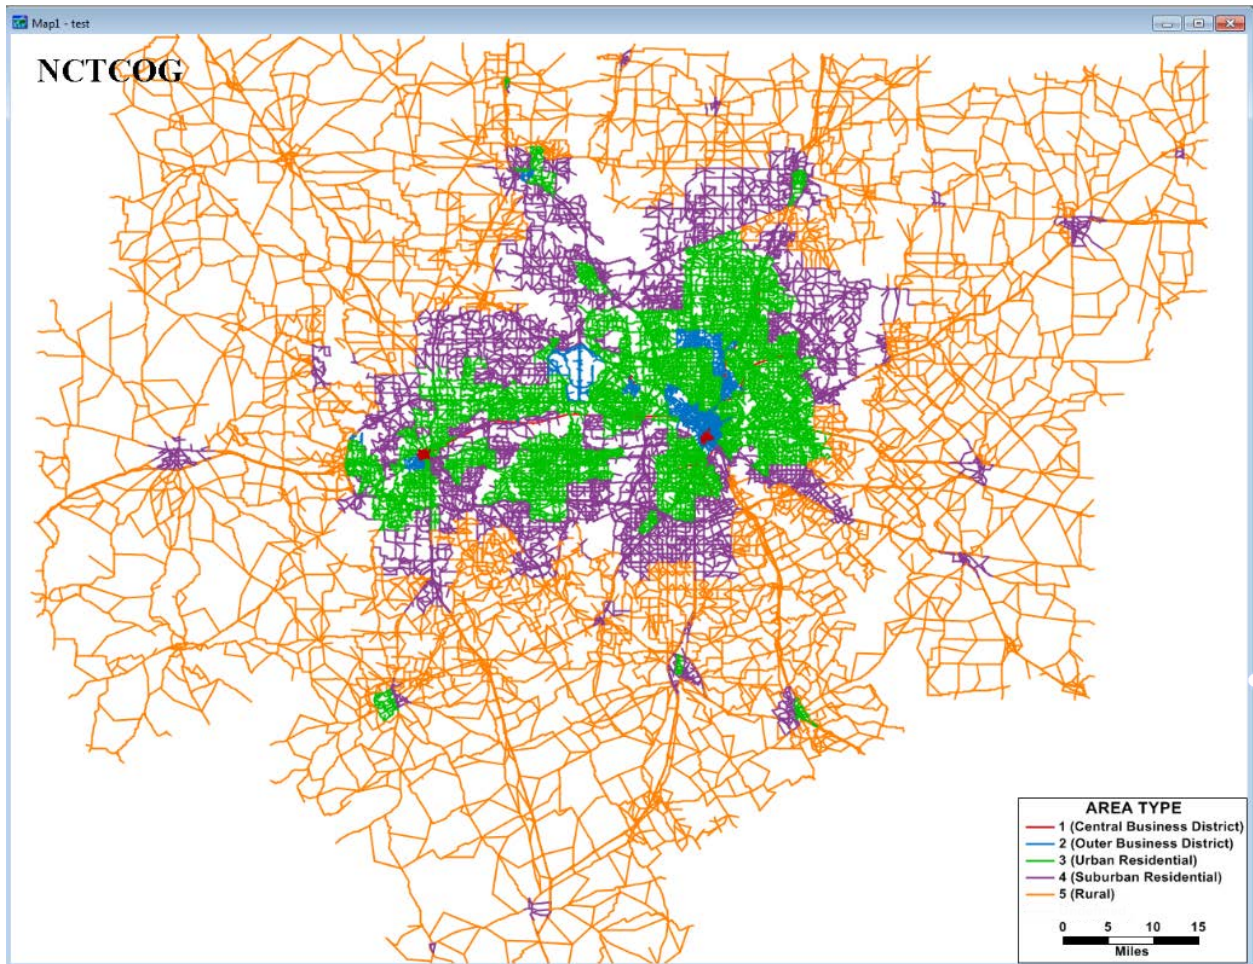 Map1 - test
NCTCOG
AREA TYPE
1 (Central Business District)
2 (Outer Business District)
3 (Urban Residential)
4 (Suburban Residential)
5 (Rural)
0 5 10 15
Miles